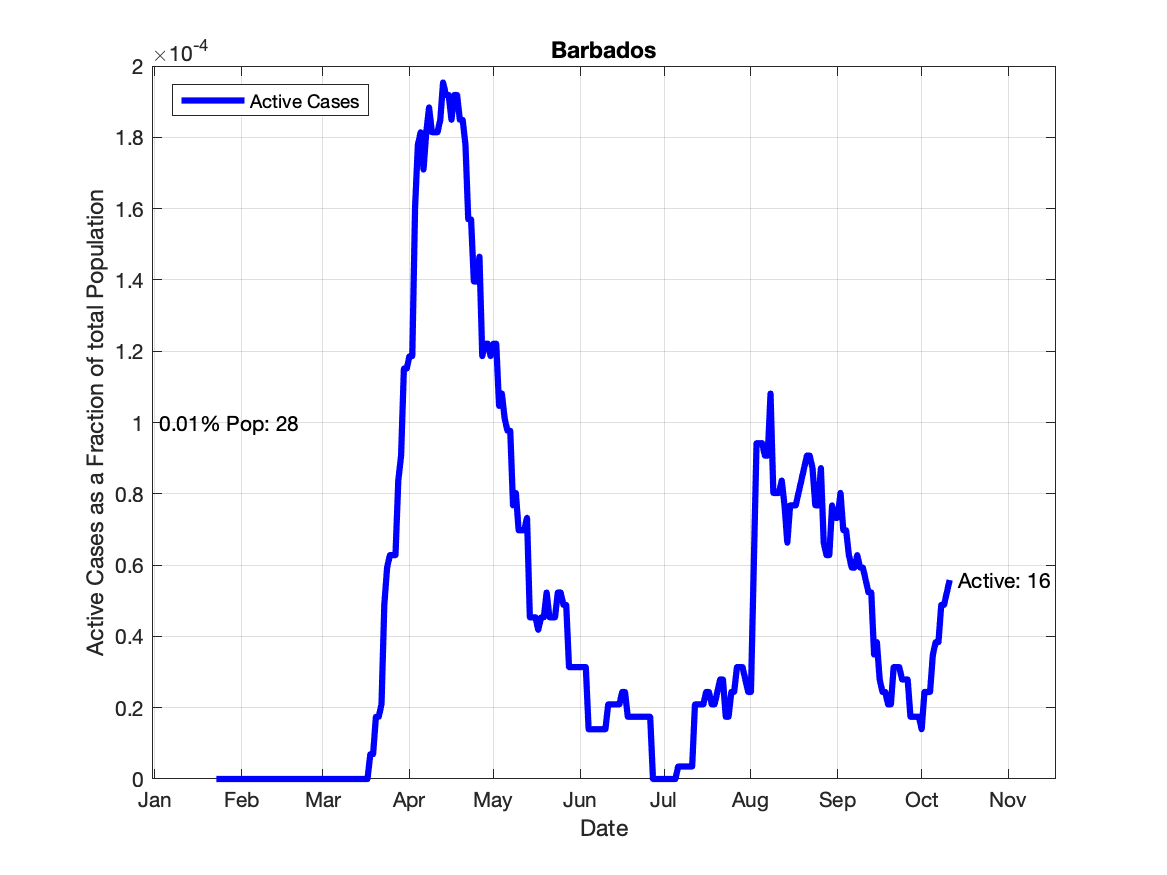 Barbados
×10⁻⁴
2
1.8
1.6
1.4
1.2
1
0.8
0.6
0.4
0.2
0
Active Cases as a Fraction of total Population
Active Cases
0.01% Pop: 28
Active: 16
Jan Feb Mar Apr May Jun Jul Aug Sep Oct Nov
Date